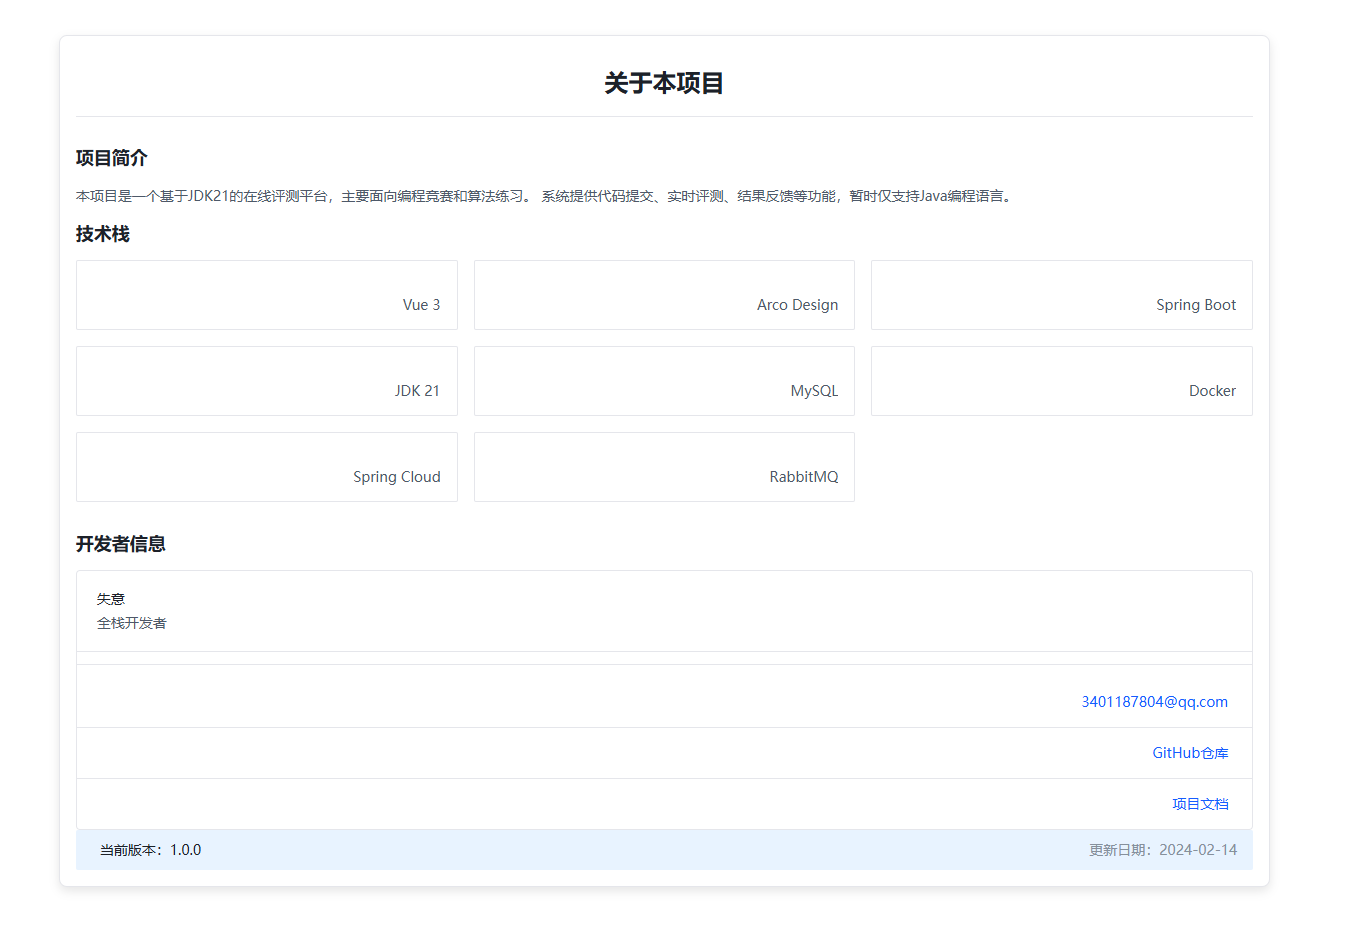 关于本项目
项目简介
本项目是一个基于JDK21的在线评测平台，主要面向编程竞赛和算法练习。 系统提供代码提交、实时评测、结果反馈等功能，暂时仅支持Java编程语言。
技术栈
Vue 3
Arco Design
Spring Boot
JDK 21
MySQL
Docker
Spring Cloud
RabbitMQ
开发者信息
失意
全栈开发者
3401187804@qq.com
GitHub仓库
项目文档
当前版本：1.0.0
更新日期：2024-02-14